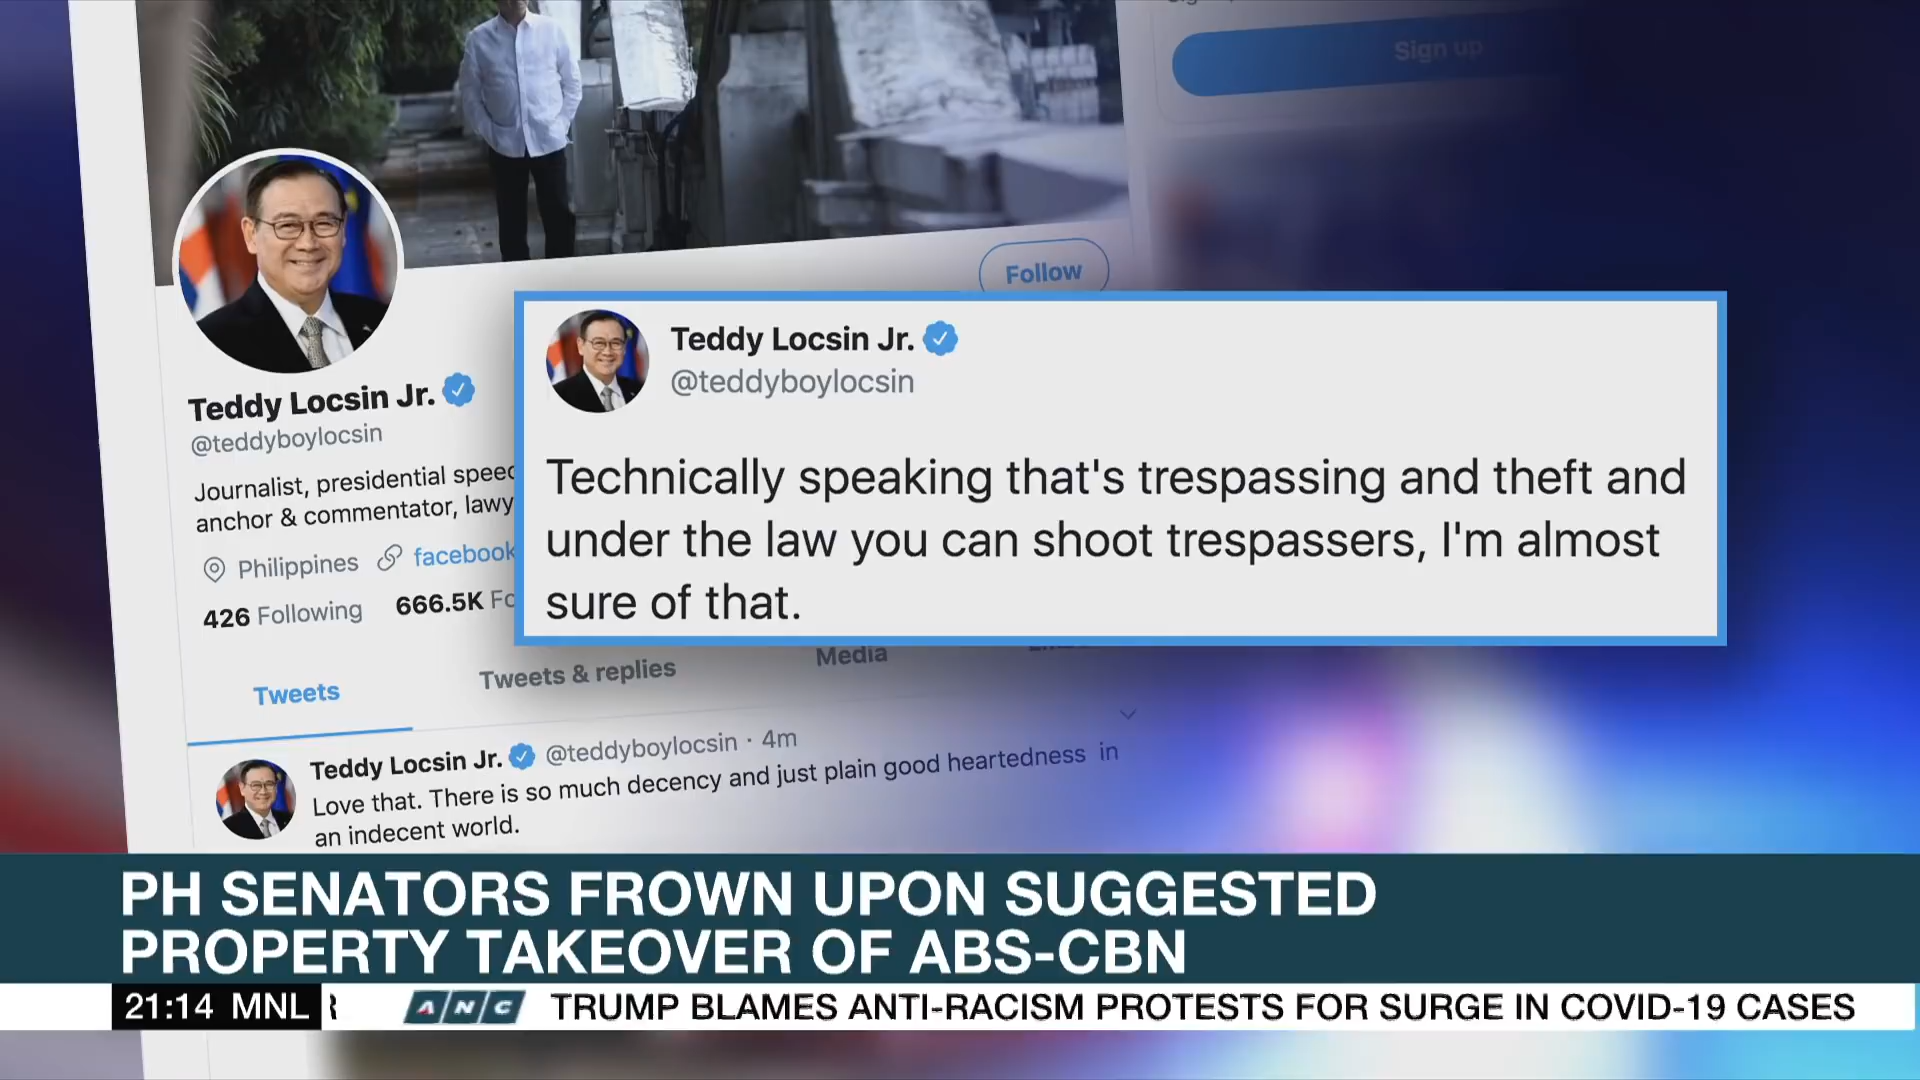 Sign up
Follow
Teddy Locsin Jr.
@teddyboylocsin
Journalist, presidential
anchor & commentator,
Philippines facebook
426 Following 666.5K
Tweets Tweets & replies Media
Teddy Locsin Jr. @teddyboylocsin · 4m
Love that. There is so much decency and just plain good heartedness in
an indecent world.
Teddy Locsin Jr.
@teddyboylocsin
Technically speaking that's trespassing and theft and
under the law you can shoot trespassers, I'm almost
sure of that.
PH SENATORS FROWN UPON SUGGESTED
PROPERTY TAKEOVER OF ABS-CBN
21:14 MNL ANC TRUMP BLAMES ANTI-RACISM PROTESTS FOR SURGE IN COVID-19 CASES